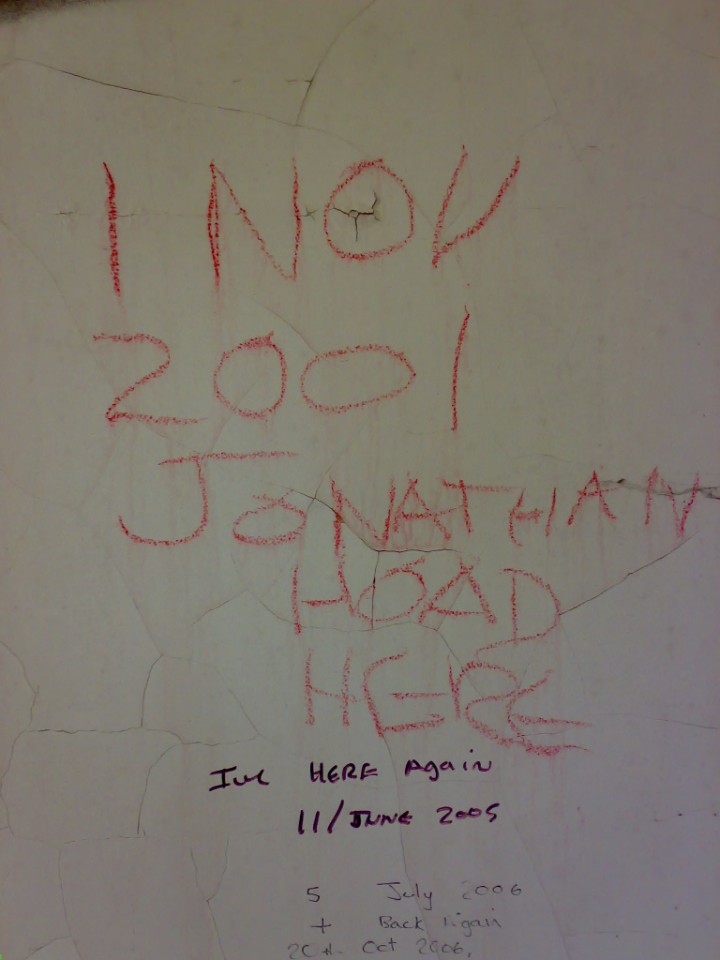 1 NOV
2001
JONATHAN
HOAD
HERE
HERE Again
11/JUNE 2005
5 July 2006
+ Back Again
20th Oct 2006,